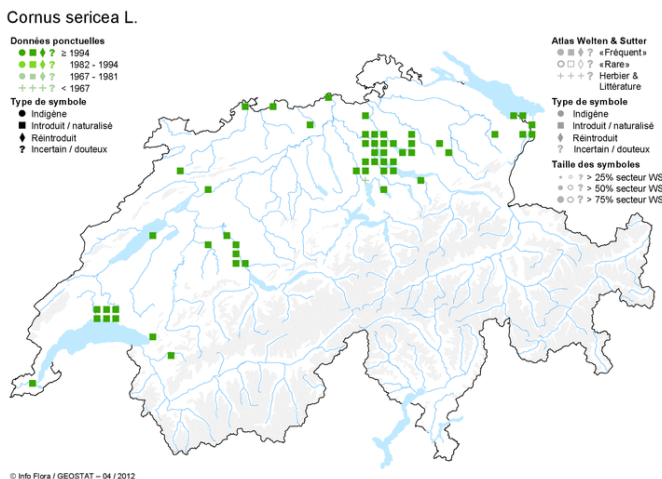 Cornus sericea L.
Données ponctuelles
? ≥ 1994
? 1982 - 1994
? 1967 - 1981
+++? < 1967
Type de symbole
Indigène
Introduit / naturalisé
Réintroduit
? Incertain / douteux
Atlas Welten & Sutter
? «Fréquent»
? «Rare»
+++? Herbier &
Littérature
Type de symbole
Indigène
Introduit / naturalisé
Réintroduit
? Incertain / douteux
Taille des symboles
? > 25% secteur WS
? > 50% secteur WS
? > 75% secteur WS
© Info Flora / GEOSTAT – 04 / 2012